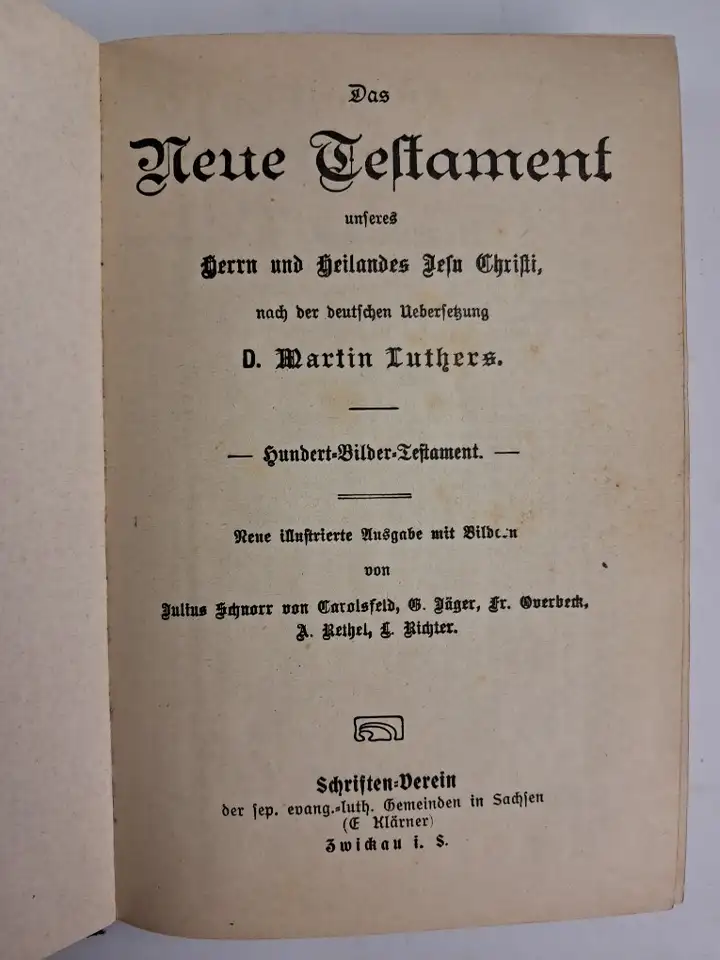 Das
Neue Testament
unseres
Herrn und Heilandes Jesu Christi,
nach der deutschen Uebersetzung
D. Martin Luthers.
— Hundert-Bilder-Testament. —
Neue illustrierte Ausgabe mit Bildern
von
Julius Schnorr von Carolsfeld, G. Jäger, Fr. Overbeck,
A. Rethel, L. Richter.
Schriften-Verein
der sep. evang.-luth. Gemeinden in Sachsen
(E Klärner)
Zwickau i. S.